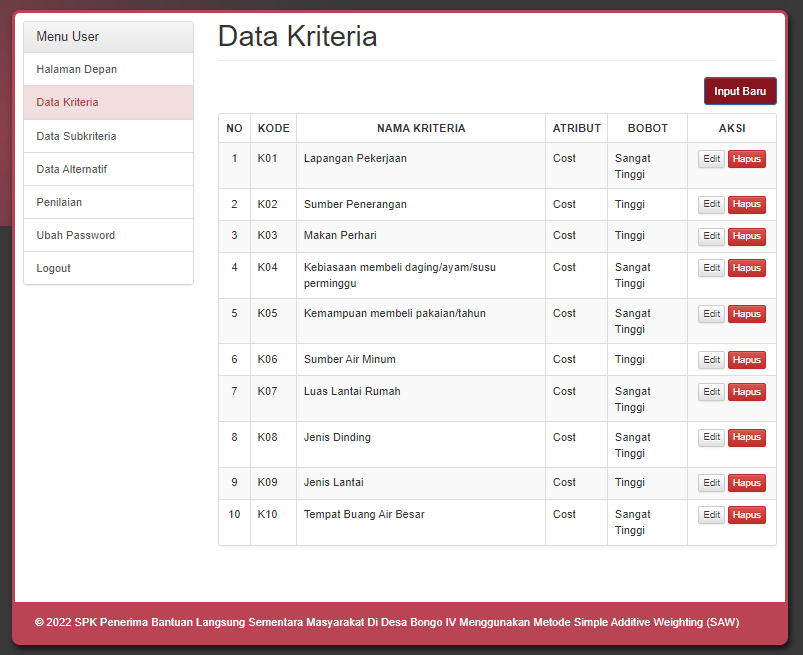 Menu User
Halaman Depan
Data Kriteria
Data Subkriteria
Data Alternatif
Penilaian
Ubah Password
Logout
Data Kriteria
Input Baru
NO KODE NAMA KRITERIA ATRIBUT BOBOT AKSI
1 K01 Lapangan Pekerjaan Cost Sangat Edit Hapus
Tinggi
2 K02 Sumber Penerangan Cost Tinggi Edit Hapus
3 K03 Makan Perhari Cost Tinggi Edit Hapus
4 K04 Kebiasaan membeli daging/ayam/susu Cost Sangat Edit Hapus
perminggu Tinggi
5 K05 Kemampuan membeli pakaian/tahun Cost Sangat Edit Hapus
Tinggi
6 K06 Sumber Air Minum Cost Tinggi Edit Hapus
7 K07 Luas Lantai Rumah Cost Sangat Edit Hapus
Tinggi
8 K08 Jenis Dinding Cost Sangat Edit Hapus
Tinggi
9 K09 Jenis Lantai Cost Tinggi Edit Hapus
10 K10 Tempat Buang Air Besar Cost Sangat Edit Hapus
Tinggi
© 2022 SPK Penerima Bantuan Langsung Sementara Masyarakat Di Desa Bongo IV Menggunakan Metode Simple Additive Weighting (SAW)